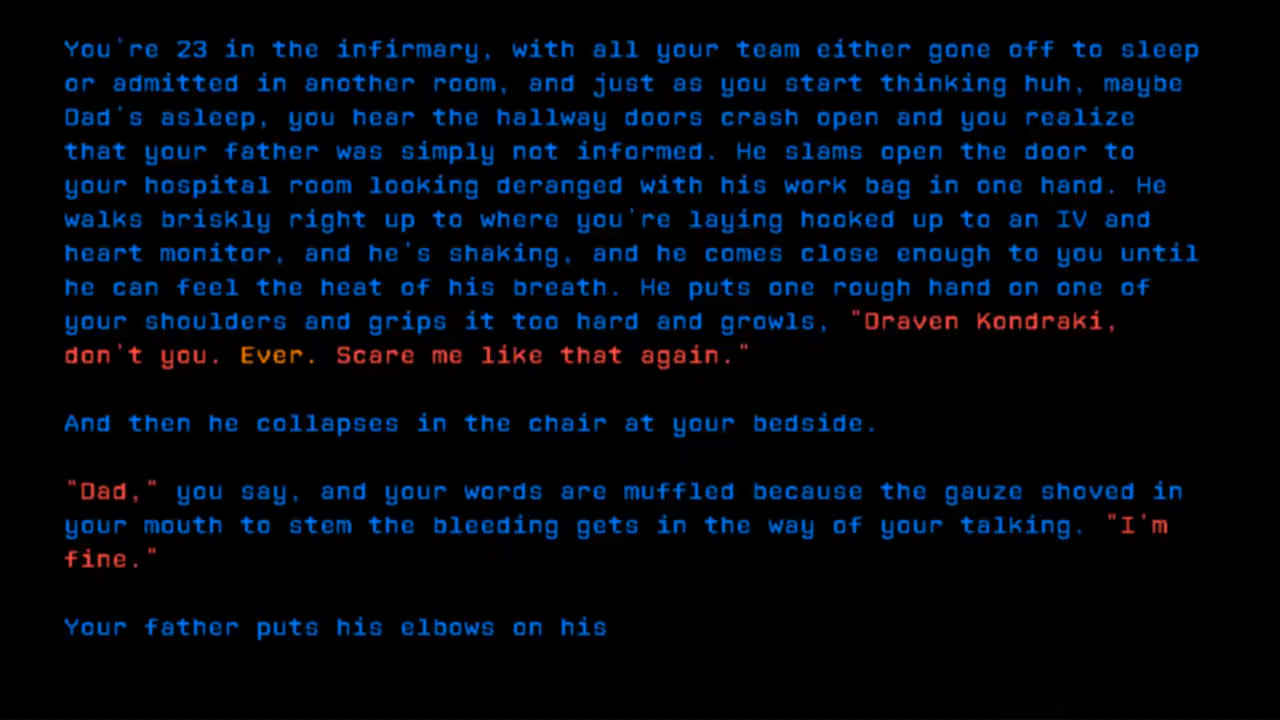 You're 23 in the infirmary, with all your team either gone off to sleep
or admitted in another room, and just as you start thinking huh, maybe
Dad's asleep, you hear the hallway doors crash open and you realize
that your father was simply not informed. He slams open the door to
your hospital room looking deranged with his work bag in one hand. He
walks briskly right up to where you're laying hooked up to an IV and
heart monitor, and he's shaking, and he comes close enough to you until
he can feel the heat of his breath. He puts one rough hand on one of
your shoulders and grips it too hard and growls, "Draven Kondraki,
don't you. Ever. Scare me like that again."
And then he collapses in the chair at your bedside.
"Dad," you say, and your words are muffled because the gauze shoved in
your mouth to stem the bleeding gets in the way of your talking. "I'm
fine."
Your father puts his elbows on his